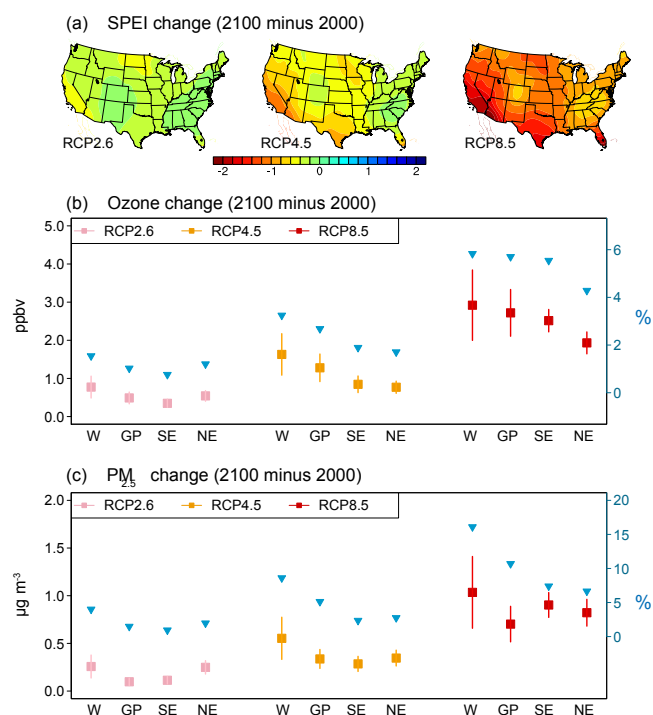 (a) SPEI change (2100 minus 2000)
RCP2.6 RCP4.5 RCP8.5
-2 -1 0 1 2
(b) Ozone change (2100 minus 2000)
RCP2.6 RCP4.5 RCP8.5
5.0
4.0
3.0
2.0
1.0
0.0
ppbv
6
4
2
0
%
W GP SE NE W GP SE NE W GP SE NE
(c) PM2.5 change (2100 minus 2000)
RCP2.6 RCP4.5 RCP8.5
2.0
1.5
1.0
0.5
0.0
µg m-3
20
15
10
5
0
%
W GP SE NE W GP SE NE W GP SE NE